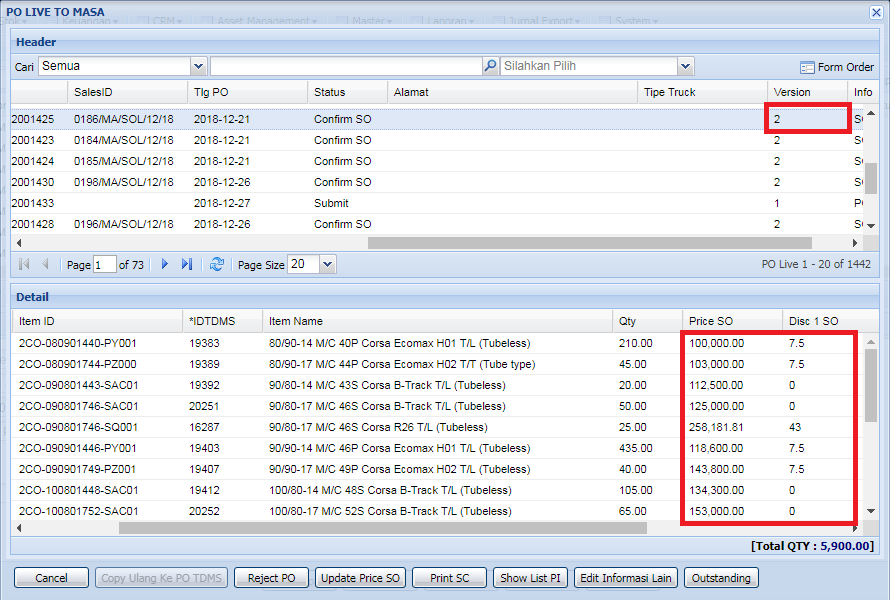 PO LIVE TO MASA
Keuangan CRM Asset Management Master Laporan Jurnal Export System
Header
Cari Semua Silahkan Pilih Form Order
SalesID Tlg PO Status Alamat Tipe Truck Version Info
2001425 0186/MA/SOL/12/18 2018-12-21 Confirm SO 2
2001423 0184/MA/SOL/12/18 2018-12-21 Confirm SO 2
2001424 0185/MA/SOL/12/18 2018-12-21 Confirm SO 2
2001430 0198/MA/SOL/12/18 2018-12-26 Confirm SO 2
2001433 2018-12-27 Submit 1
2001428 0196/MA/SOL/12/18 2018-12-26 Confirm SO 2
Page 1 of 73 Page Size 20 PO Live 1 - 20 of 1442
Detail
Item ID *IDTDMS Item Name Qty Price SO Disc 1 SO
2CO-080901440-PY001 19383 80/90-14 M/C 40P Corsa Ecomax H01 T/L (Tubeless) 210.00 100,000.00 7.5
2CO-080901744-PZ000 19389 80/90-17 M/C 44P Corsa Ecomax H02 T/T (Tube type) 45.00 103,000.00 7.5
2CO-090801443-SAC01 19392 90/80-14 M/C 43S Corsa B-Track T/L (Tubeless) 20.00 112,500.00 0
2CO-090801746-SAC01 20251 90/80-17 M/C 46S Corsa B-Track T/L (Tubeless) 50.00 125,000.00 0
2CO-090801746-SQ001 16287 90/80-17 M/C 46S Corsa R26 T/L (Tubeless) 25.00 258,181.81 43
2CO-090901446-PY001 19403 90/90-14 M/C 46P Corsa Ecomax H01 T/L (Tubeless) 435.00 118,600.00 7.5
2CO-090901749-PZ001 19407 90/90-17 M/C 49P Corsa Ecomax H02 T/L (Tubeless) 40.00 143,800.00 7.5
2CO-100801448-SAC01 19412 100/80-14 M/C 48S Corsa B-Track T/L (Tubeless) 105.00 134,300.00 0
2CO-100801752-SAC01 20252 100/80-17 M/C 52S Corsa B-Track T/L (Tubeless) 65.00 153,000.00 0
[Total QTY : 5,900.00]
Cancel Copy Ulang Ke PO TDMS Reject PO Update Price SO Print SC Show List PI Edit Informasi Lain Outstanding